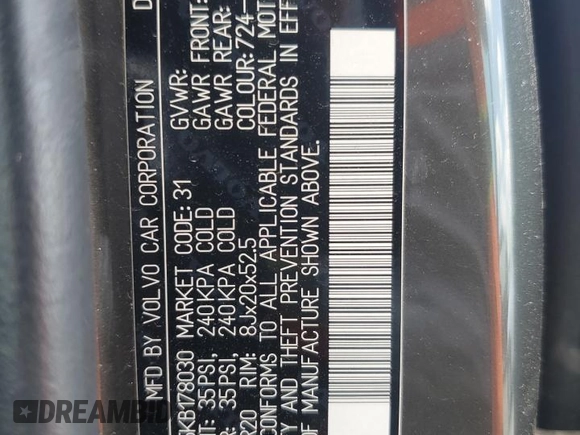 MFD BY VOLVO CAR CORPORATION
KB178030 MARKET CODE: 31 GVWR:
35PSI, 240KPA COLD GAWR FRONT:
35PSI, 240KPA COLD GAWR REAR:
R20 RIM: 8Jx20x52.5 COLOUR: 724-
CONFORMS TO ALL APPLICABLE FEDERAL MOT
AND THEFT PREVENTION STANDARDS IN EFF
OF MANUFACTURE SHOWN ABOVE.
DREAMBID